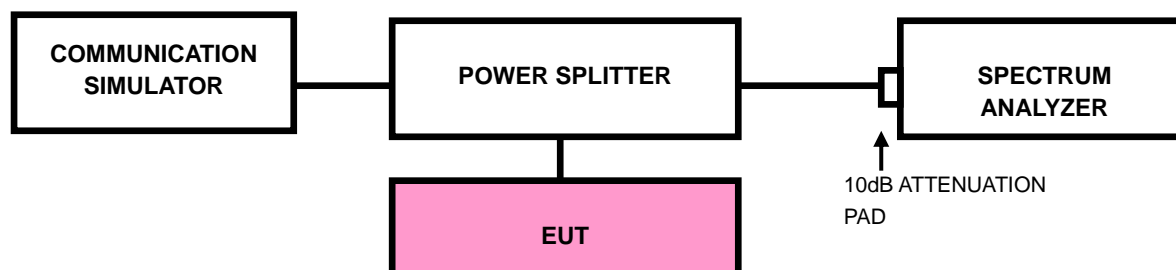 COMMUNICATION
SIMULATOR
POWER SPLITTER
SPECTRUM
ANALYZER
10dB ATTENUATION
PAD
EUT